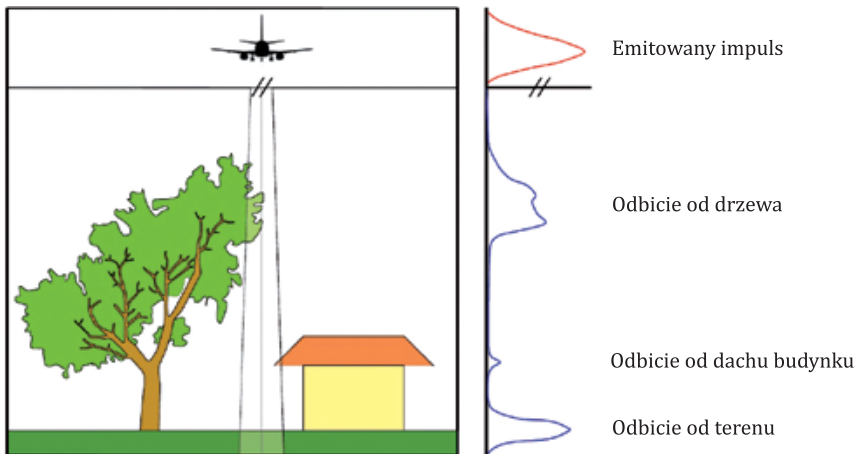 Emitowany impuls
Odbicie od drzewa
Odbicie od dachu budynku
Odbicie od terenu